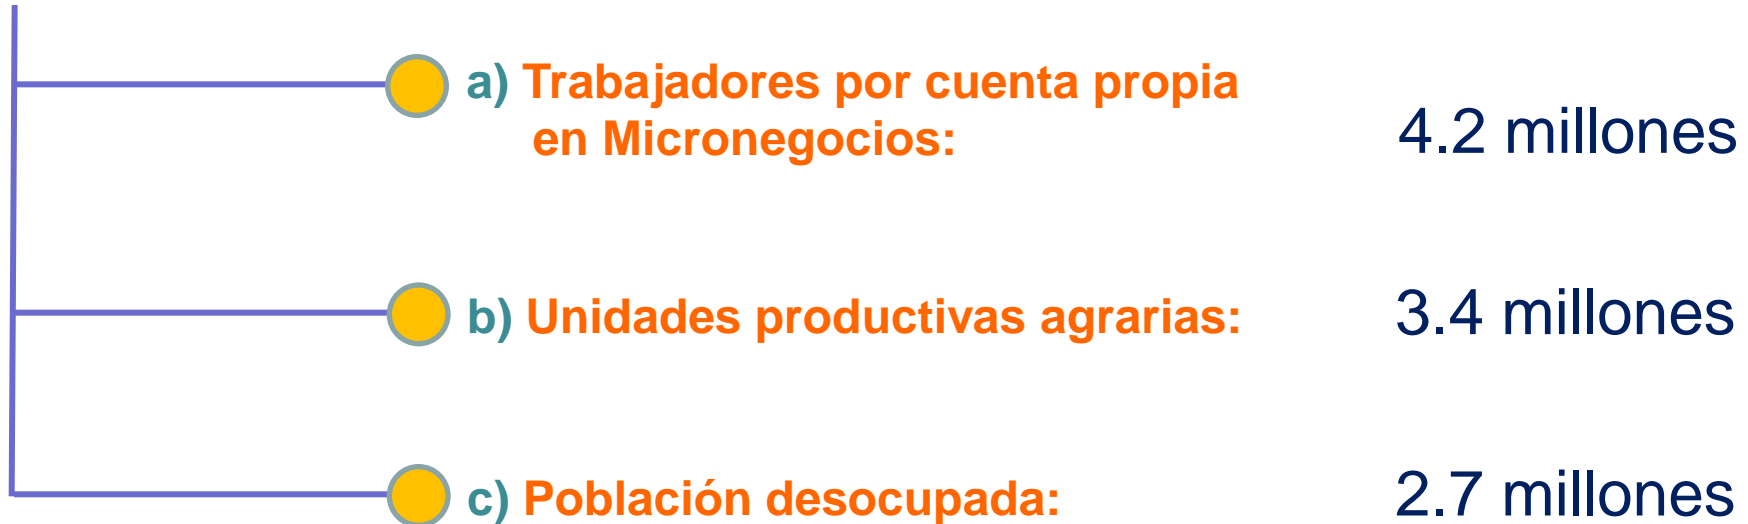 a) Trabajadores por cuenta propia
en Micronegocios:
4.2 millones
b) Unidades productivas agrarias:
3.4 millones
c) Población desocupada:
2.7 millones